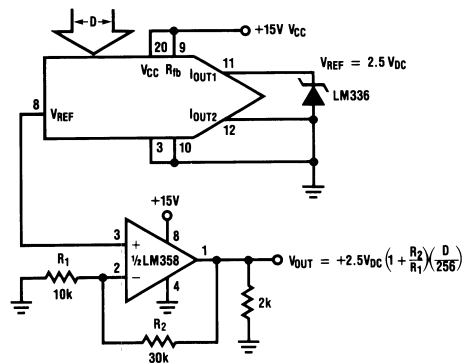 D
+15V VCC
20 9
VCC Rfb IOUT1 11
VREF = 2.5 VDC
8 VREF
LM336
IOUT2
12
3 10
+15V
3 + 8
½LM358 1
VOUT = +2.5VDC (1 + R2/R1)(D/256)
R1
2 −
10k
4
2k
R2
30k